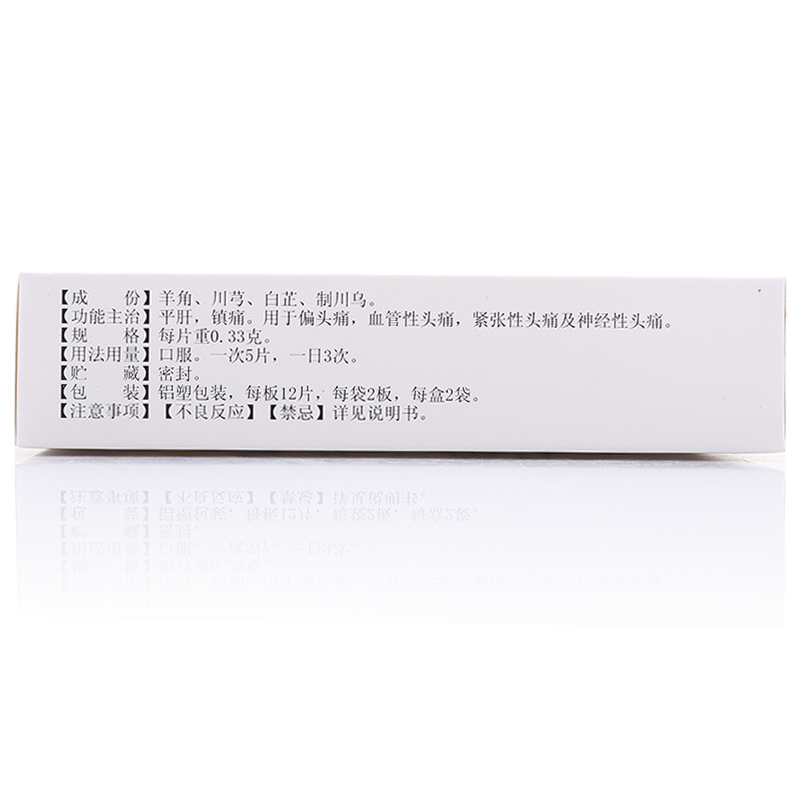 【成　　份】羊角、川芎、白芷、制川乌。
【功能主治】平肝，镇痛。用于偏头痛，血管性头痛，紧张性头痛及神经性头痛。
【规　　格】每片重0.33克。
【用法用量】口服。一次5片，一日3次。
【贮　　藏】密封。
【包　　装】铝塑包装，每板12片，每袋2板，每盒2袋。
【注意事项】【不良反应】【禁忌】详见说明书。